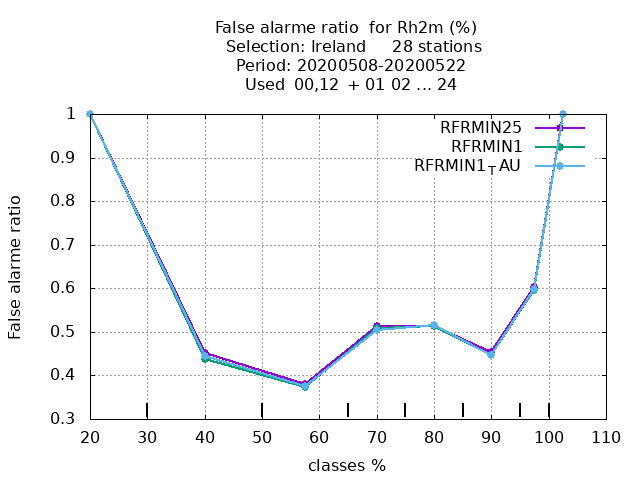 False alarme ratio  for Rh2m (%)
Selection: Ireland     28 stations
Period: 20200508-20200522
Used  00,12  + 01 02 ... 24
RFRMIN25
RFRMIN1
RFRMIN1TAU
False alarme ratio
1
0.9
0.8
0.7
0.6
0.5
0.4
0.3
20 30 40 50 60 70 80 90 100 110
classes %